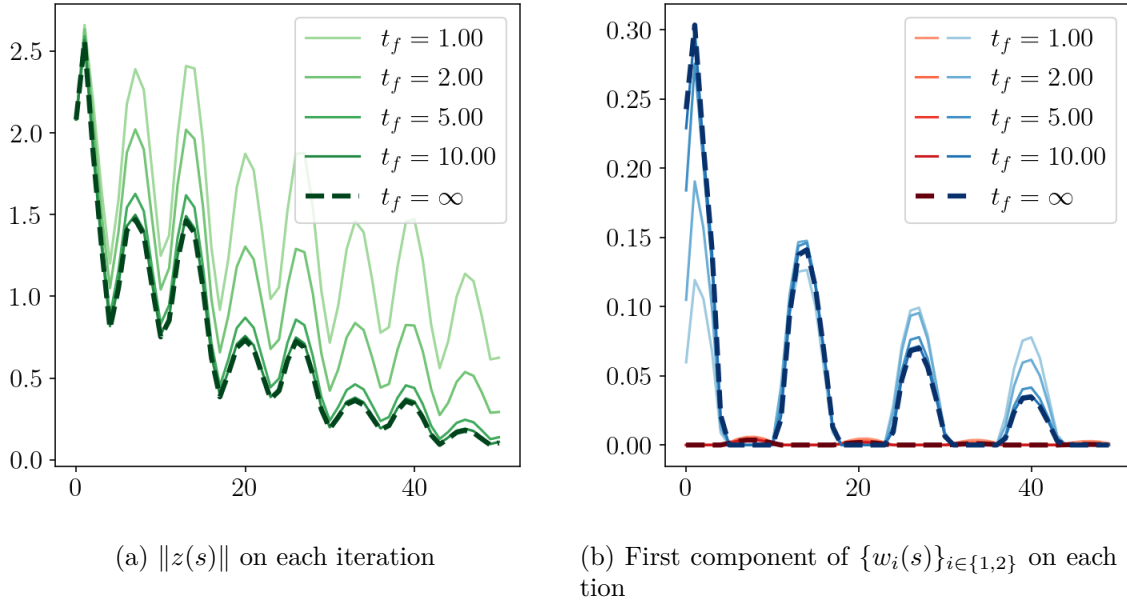 2.5
2.0
1.5
1.0
0.5
0.0
0
20
40
t_f = 1.00
t_f = 2.00
t_f = 5.00
t_f = 10.00
t_f = ∞
0.30
0.25
0.20
0.15
0.10
0.05
0.00
0
20
40
t_f = 1.00
t_f = 2.00
t_f = 5.00
t_f = 10.00
t_f = ∞
(a) ‖z(s)‖ on each iteration
(b) First component of {w_i(s)}_{i∈{1,2}} on each
tion